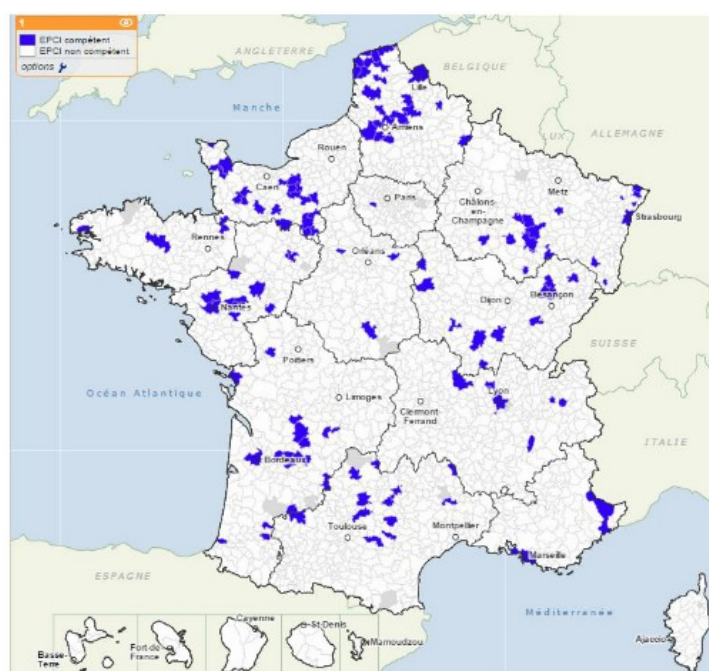 1
EPCI compétent
EPCI non compétent
options
ANGLETERRE
BELGIQUE
Manche
Lille
LUX
ALLEMAGNE
Amiens
Rouen
Caen
Paris
Metz
Châlons
en-
Champagne
Strasbourg
Rennes
Orléans
Nantes
Dijon
Besançon
SUISSE
Poitiers
Océan Atlantique
Limoges
Lyon
Clermont
Ferrand
ITALIE
Bordeaux
Toulouse
Montpellier
Marseille
ESPAGNE
Méditerranée
Cayenne
St-Denis
Ajaccio
Basse-
Terre
Fort-de
France
Mamoudzou